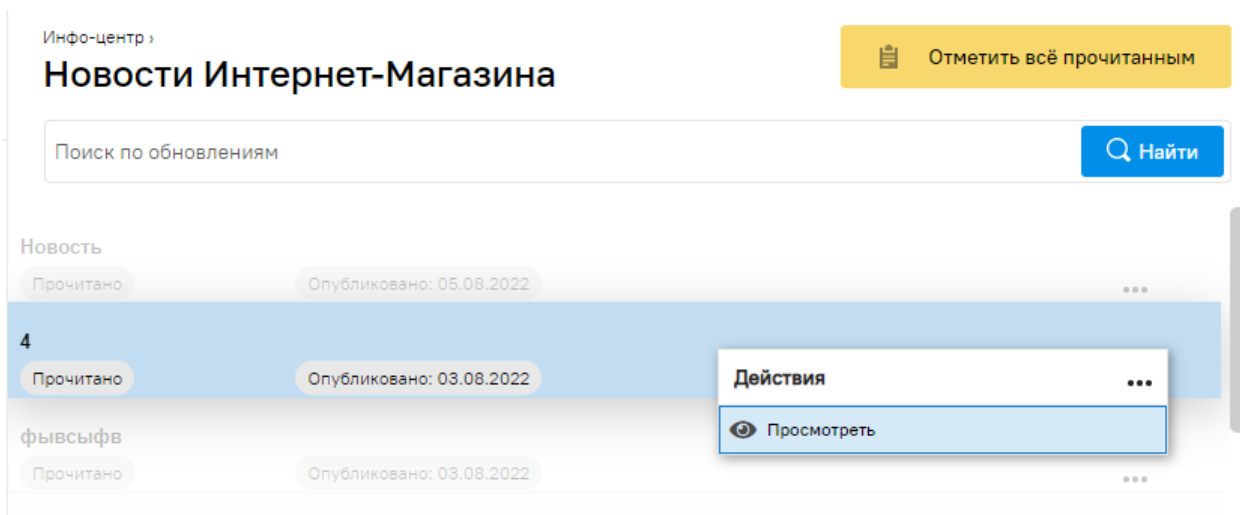 Инфо-центр ›
Новости Интернет-Магазина
Отметить всё прочитанным
Поиск по обновлениям
Найти
Новость
Прочитано Опубликовано: 05.08.2022
4
Прочитано Опубликовано: 03.08.2022
Действия
Просмотреть
фывсыфв
Прочитано Опубликовано: 03.08.2022